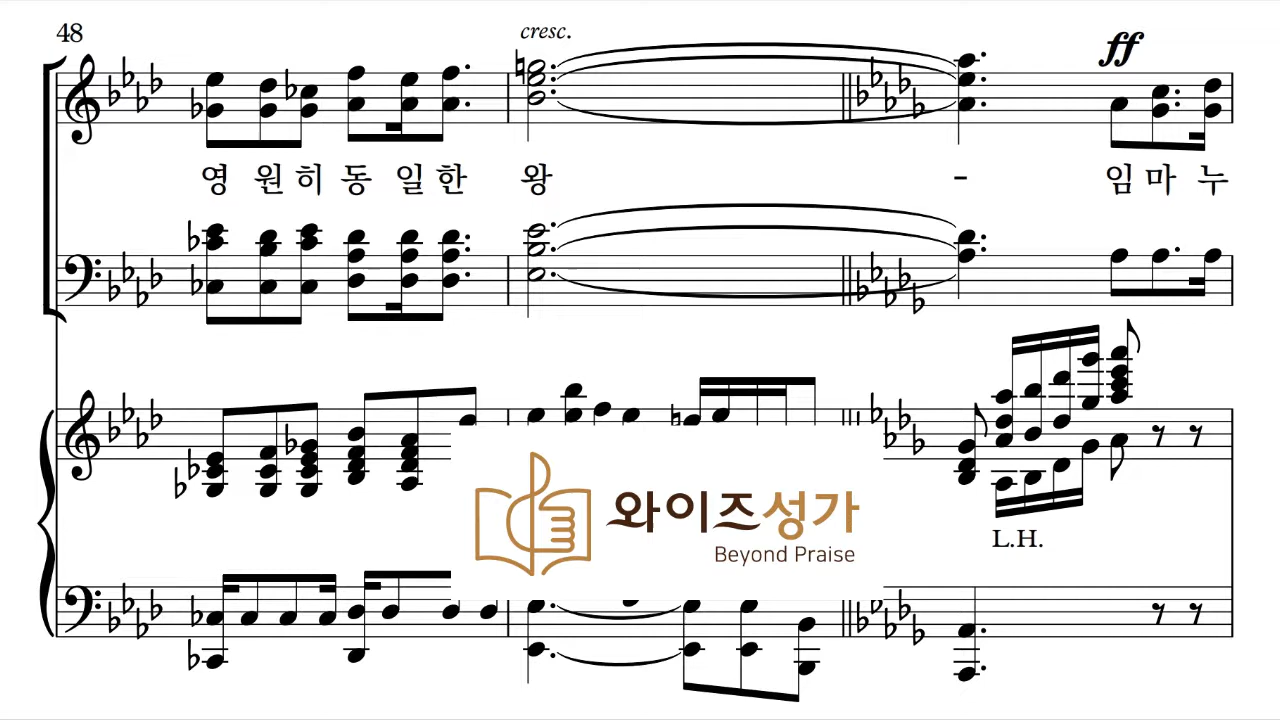 48
cresc.
ff
영 원 히 동 일 한 왕 - 임 마 누
와이즈성가
Beyond Praise
L.H.